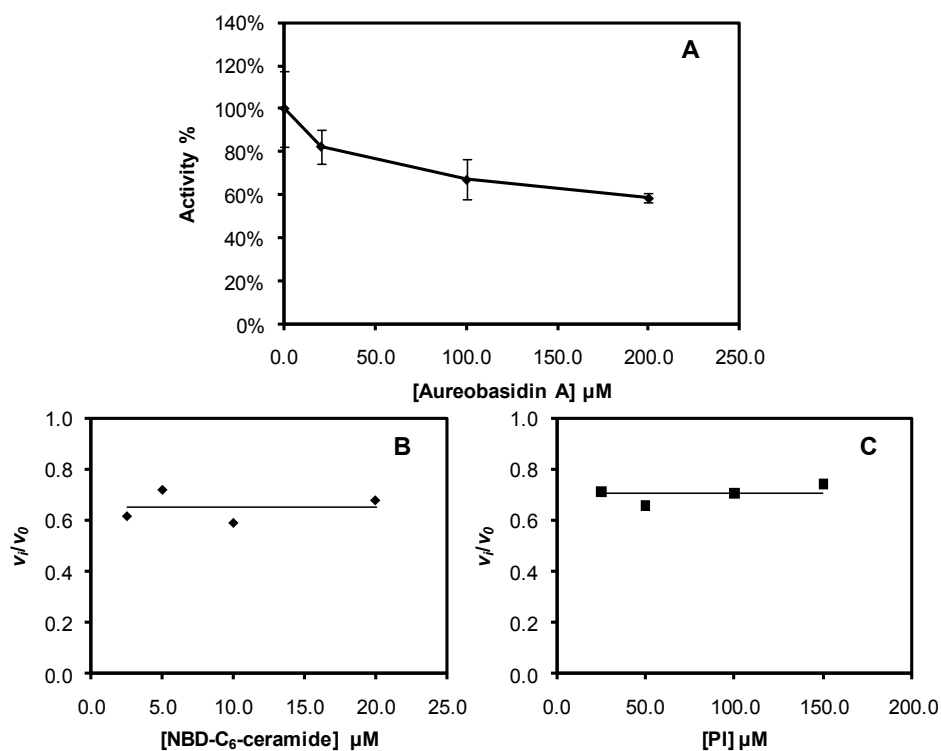 A
140%
120%
100%
80%
60%
40%
20%
0%
Activity %
0.0 50.0 100.0 150.0 200.0 250.0
[Aureobasidin A] µM
B
1.0
0.8
0.6
0.4
0.2
0.0
vi/v0
0.0 5.0 10.0 15.0 20.0 25.0
[NBD-C6-ceramide] µM
C
1.0
0.8
0.6
0.4
0.2
0.0
vi/v0
0.0 50.0 100.0 150.0 200.0
[PI] µM